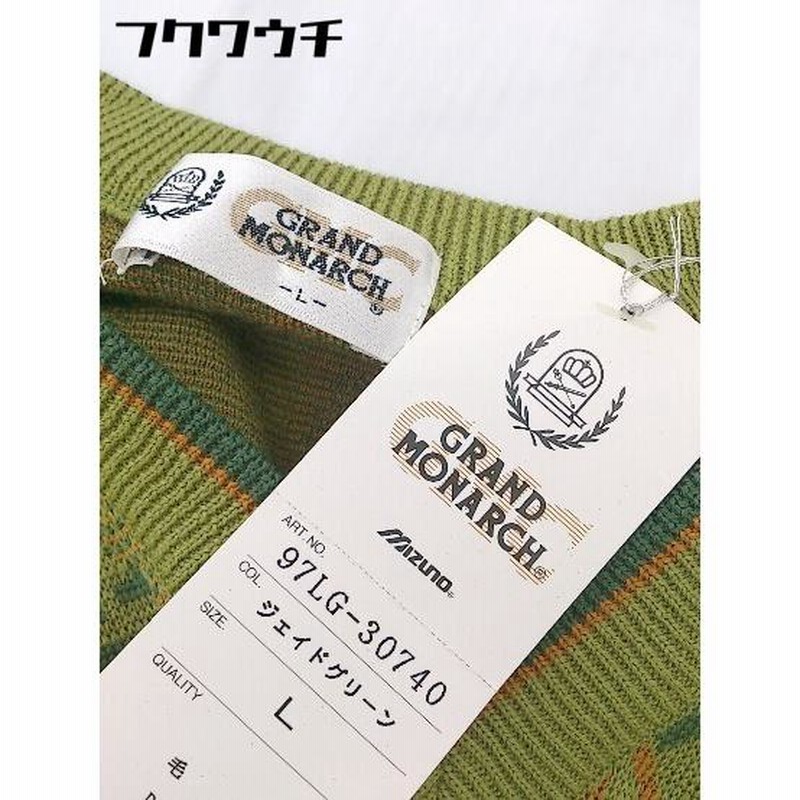 フクワウチ
GRAND
MONARCH
-L-
®
GRAND
MONARCH®
Mizuno®
ART.NO. 97LG-30740
COL. ジェイドグリーン
SIZE. L
QUALITY
毛